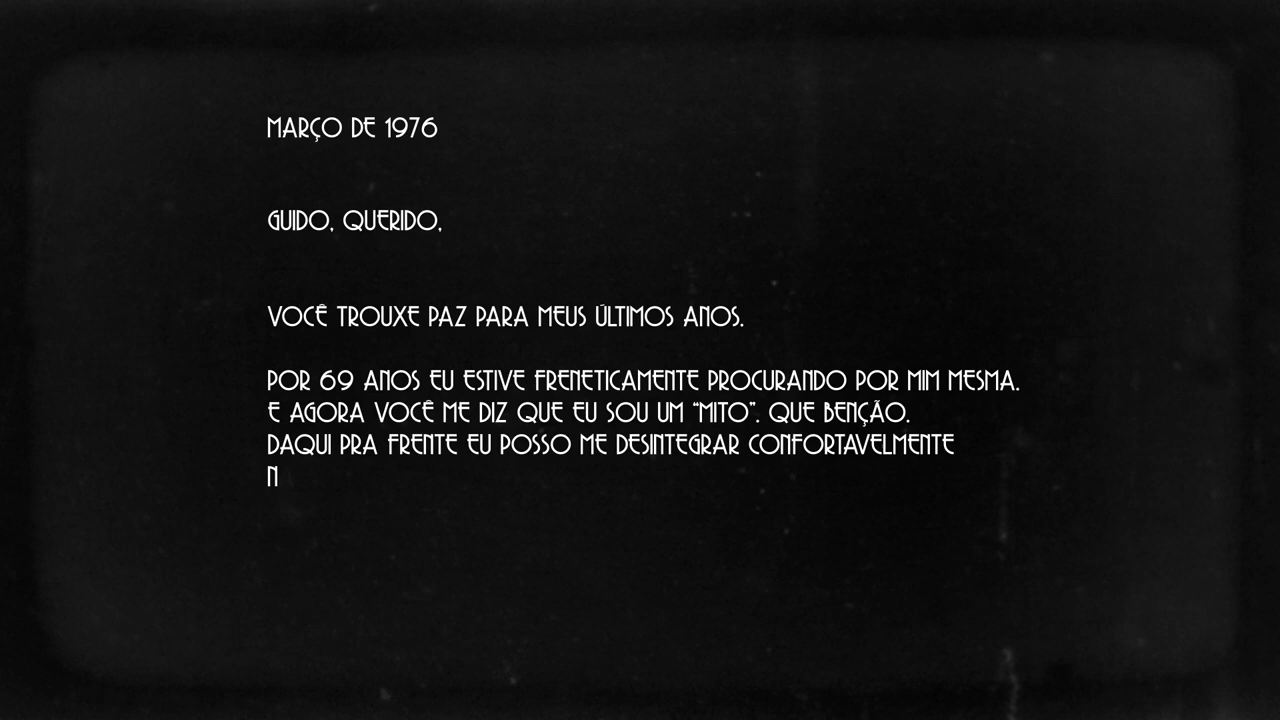 MARÇO DE 1976
GUIDO, QUERIDO,
VOCÊ TROUXE PAZ PARA MEUS ÚLTIMOS ANOS.
POR 69 ANOS EU ESTIVE FRENETICAMENTE PROCURANDO POR MIM MESMA.
E AGORA VOCÊ ME DIZ QUE EU SOU UM “MITO”. QUE BENÇÃO.
DAQUI PRA FRENTE EU POSSO ME DESINTEGRAR CONFORTAVELMENTE
N